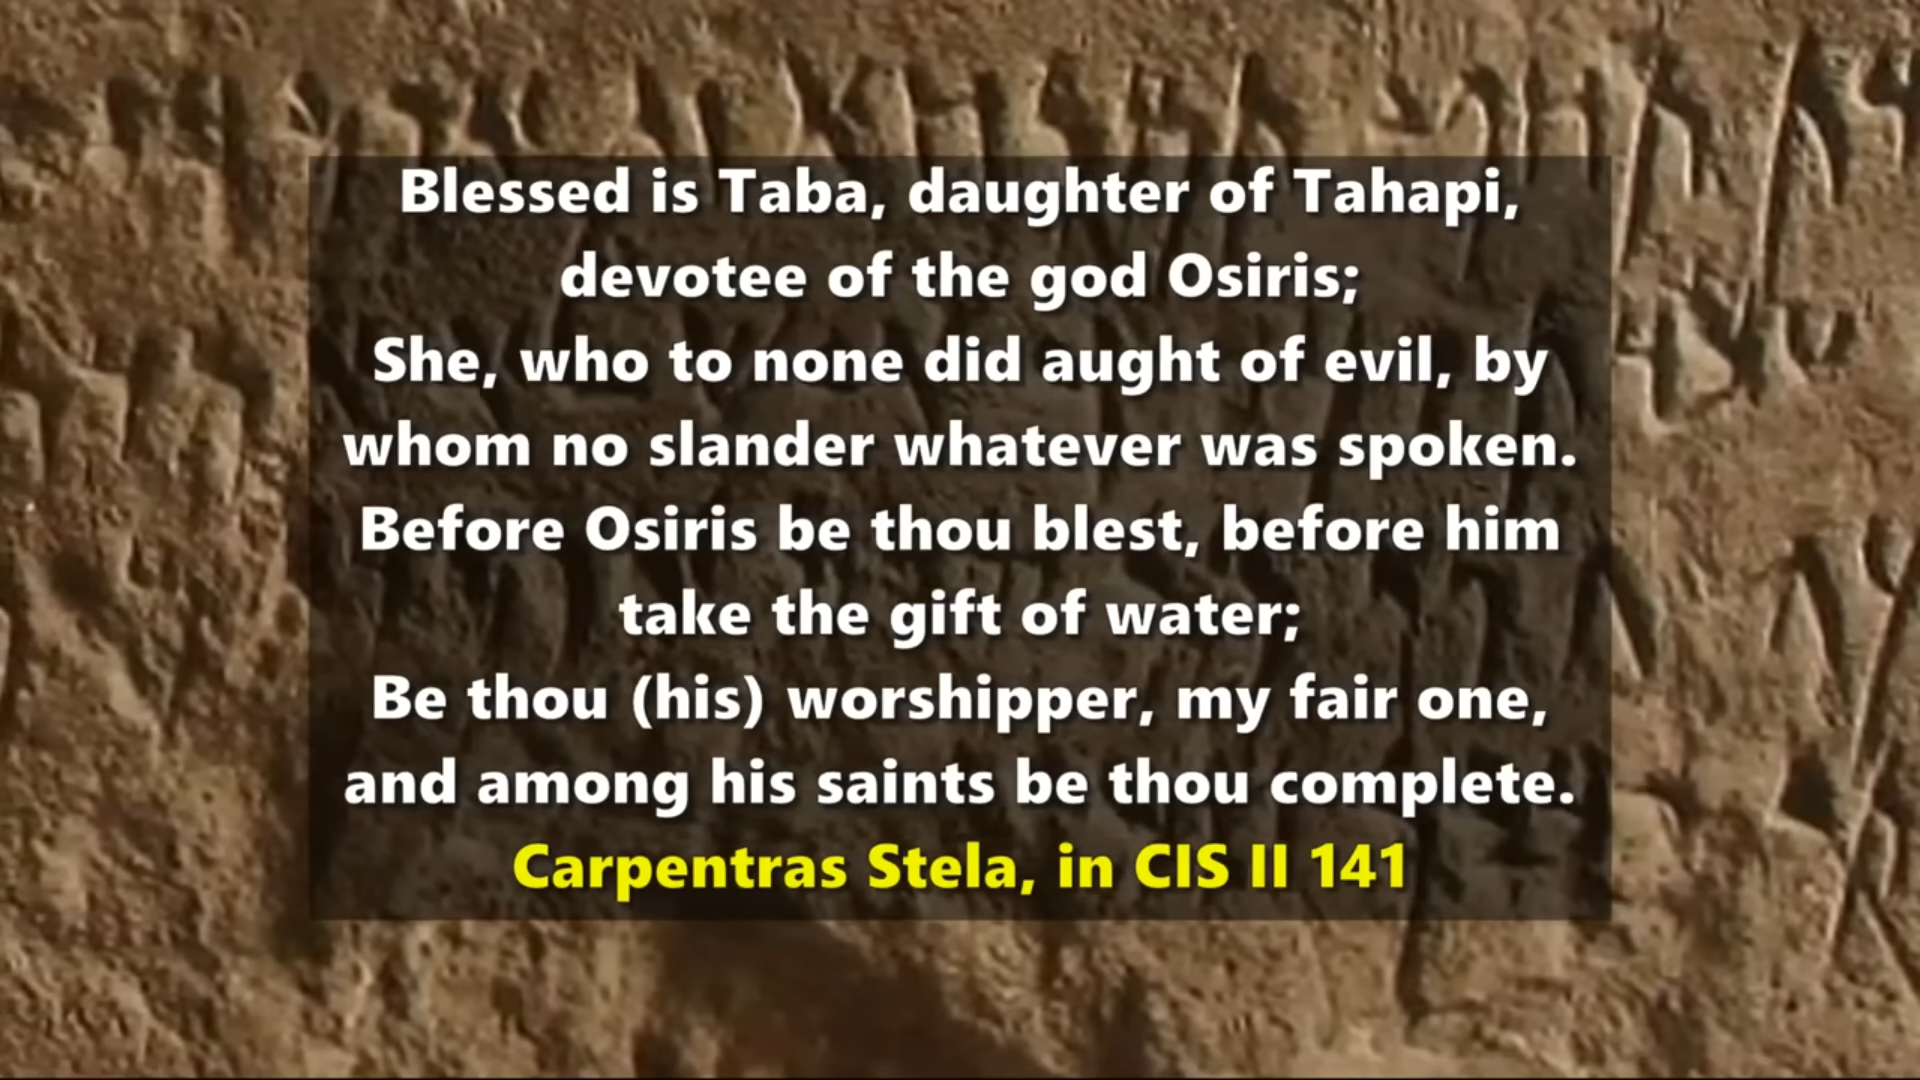 Blessed is Taba, daughter of Tahapi,
devotee of the god Osiris;
She, who to none did aught of evil, by
whom no slander whatever was spoken.
Before Osiris be thou blest, before him
take the gift of water;
Be thou (his) worshipper, my fair one,
and among his saints be thou complete.
Carpentras Stela, in CIS II 141